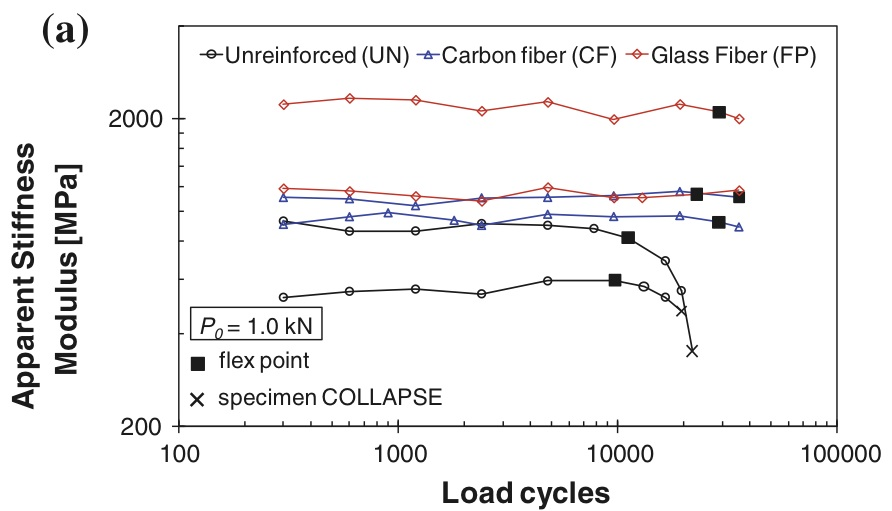 (a)
Unreinforced (UN) Carbon fiber (CF) Glass Fiber (FP)
2000
Apparent Stiffness
Modulus [MPa]
P0 = 1.0 kN
flex point
specimen COLLAPSE
200
100 1000 10000 100000
Load cycles